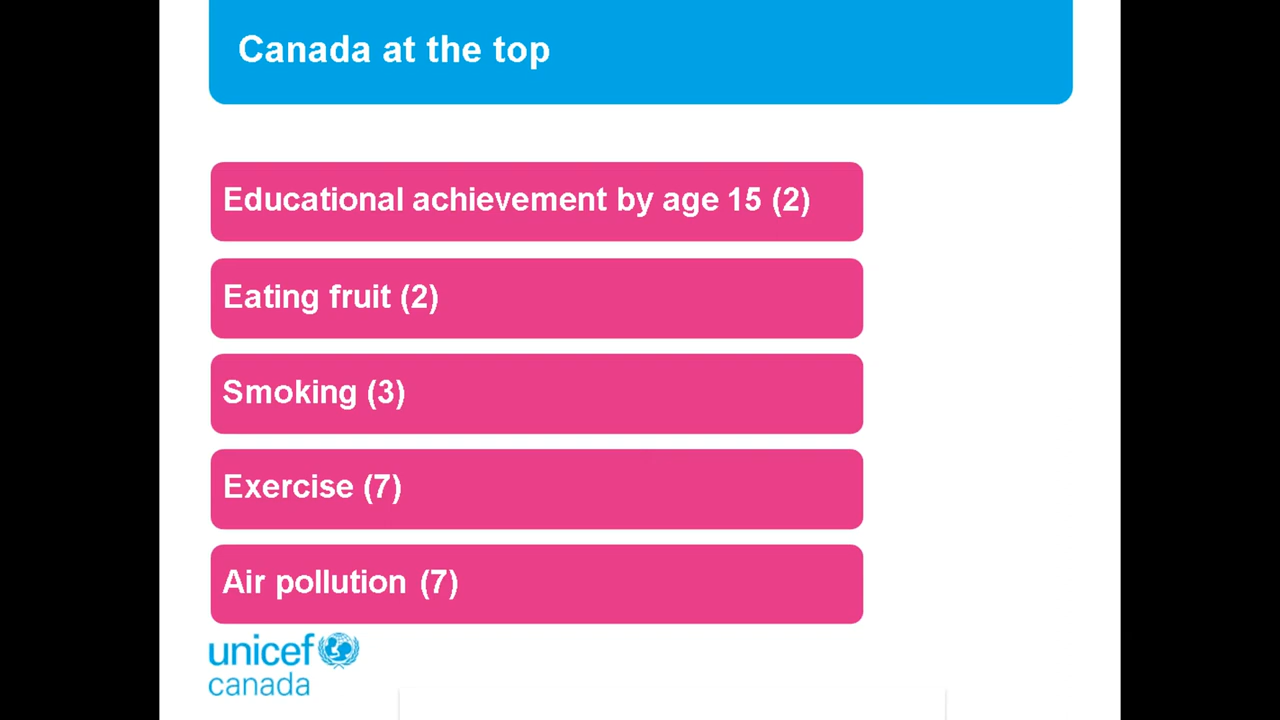 Canada at the top
Educational achievement by age 15 (2)
Eating fruit (2)
Smoking (3)
Exercise (7)
Air pollution (7)
unicef
canada